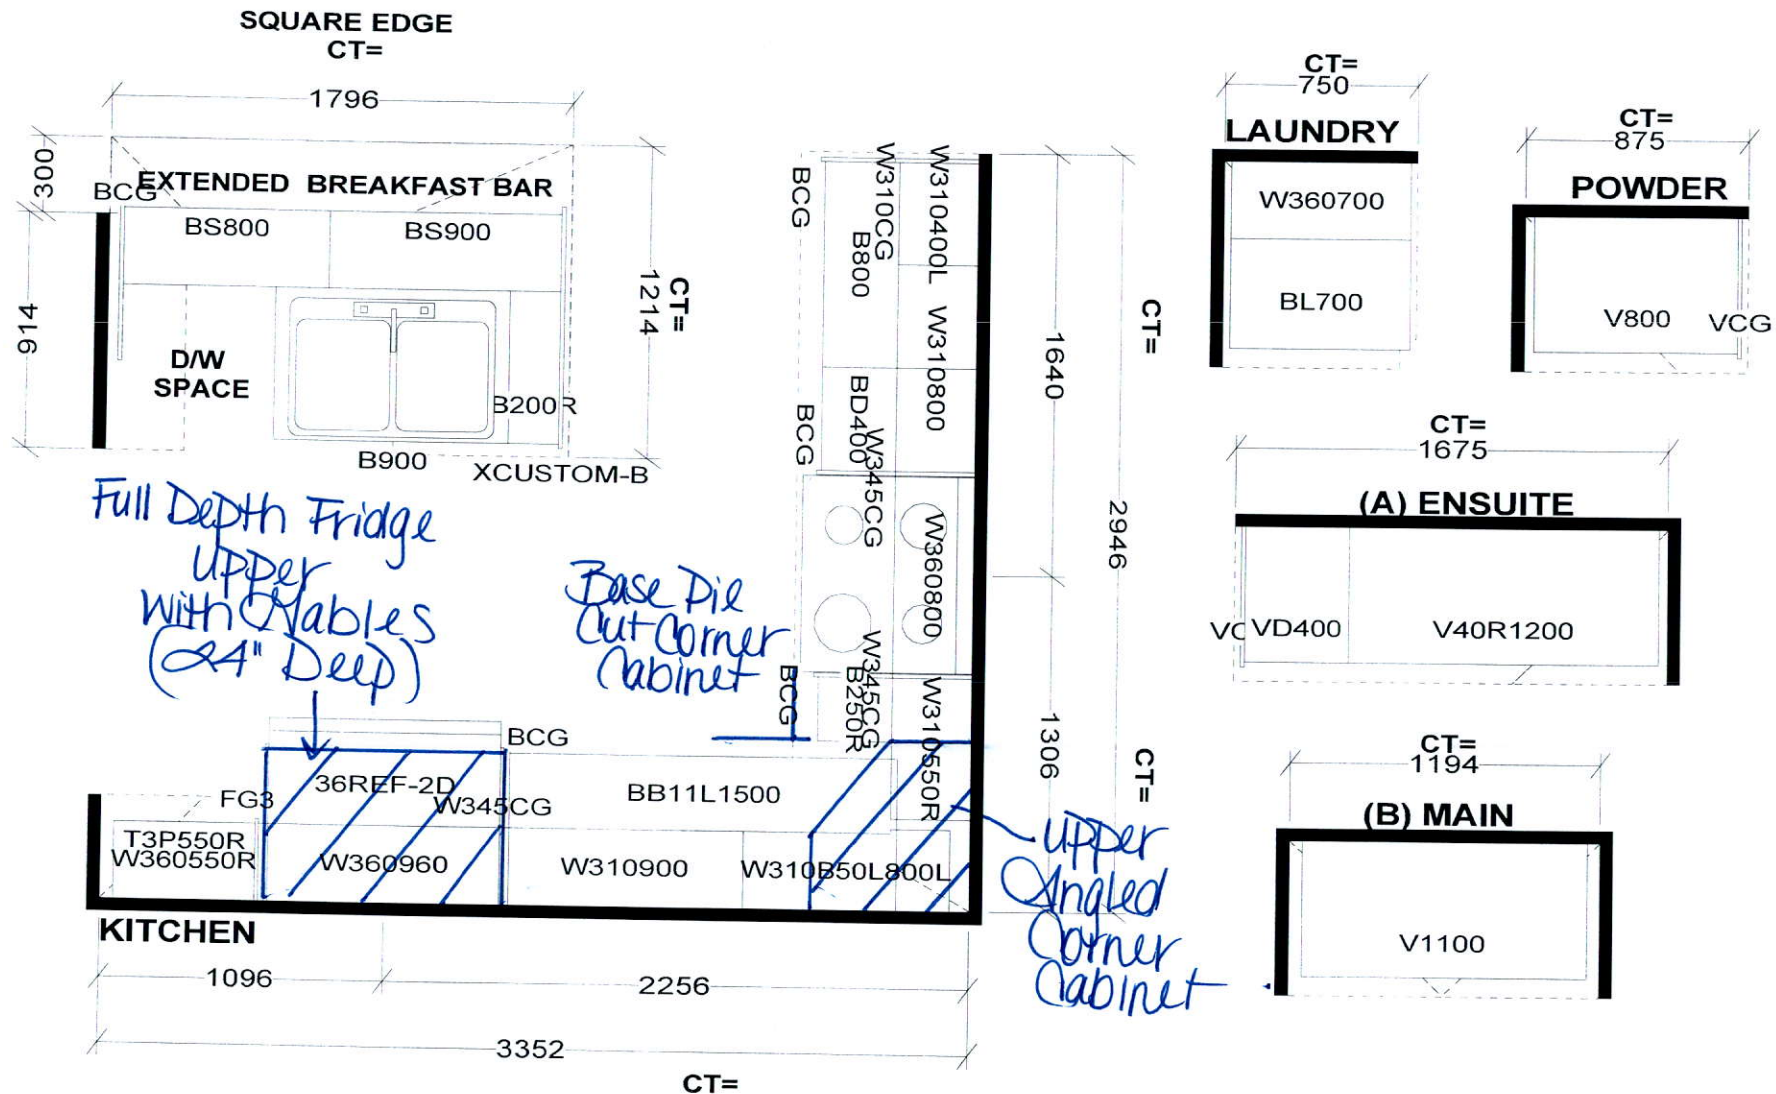 SQUARE EDGE
CT=
1796
300
BCG
EXTENDED BREAKFAST BAR
BS800
BS900
914
D/W
SPACE
B200R
B900
XCUSTOM-B
1214
CT=
Full Depth Fridge
Upper
With Gables
(24" Deep)
Base Pie
Cut Corner
Cabinet
BCG
W310CG
W310400L
B800
W310800
BCG
BD400
W345CG
W360800
BCG
B250R
W345CG
W310550R
1640
2946
1306
CT=
CT=
BCG
36REF-2D
FG3
W345CG
BB11L1500
T3P550R
W360550R
W360960
W310900
W310B50L800L
Upper
Angled
Corner
Cabinet
KITCHEN
1096
2256
3352
CT=
CT=
750
LAUNDRY
W360700
BL700
CT=
875
POWDER
V800
VCG
CT=
1675
(A) ENSUITE
VC
VD400
V40R1200
CT=
1194
(B) MAIN
V1100